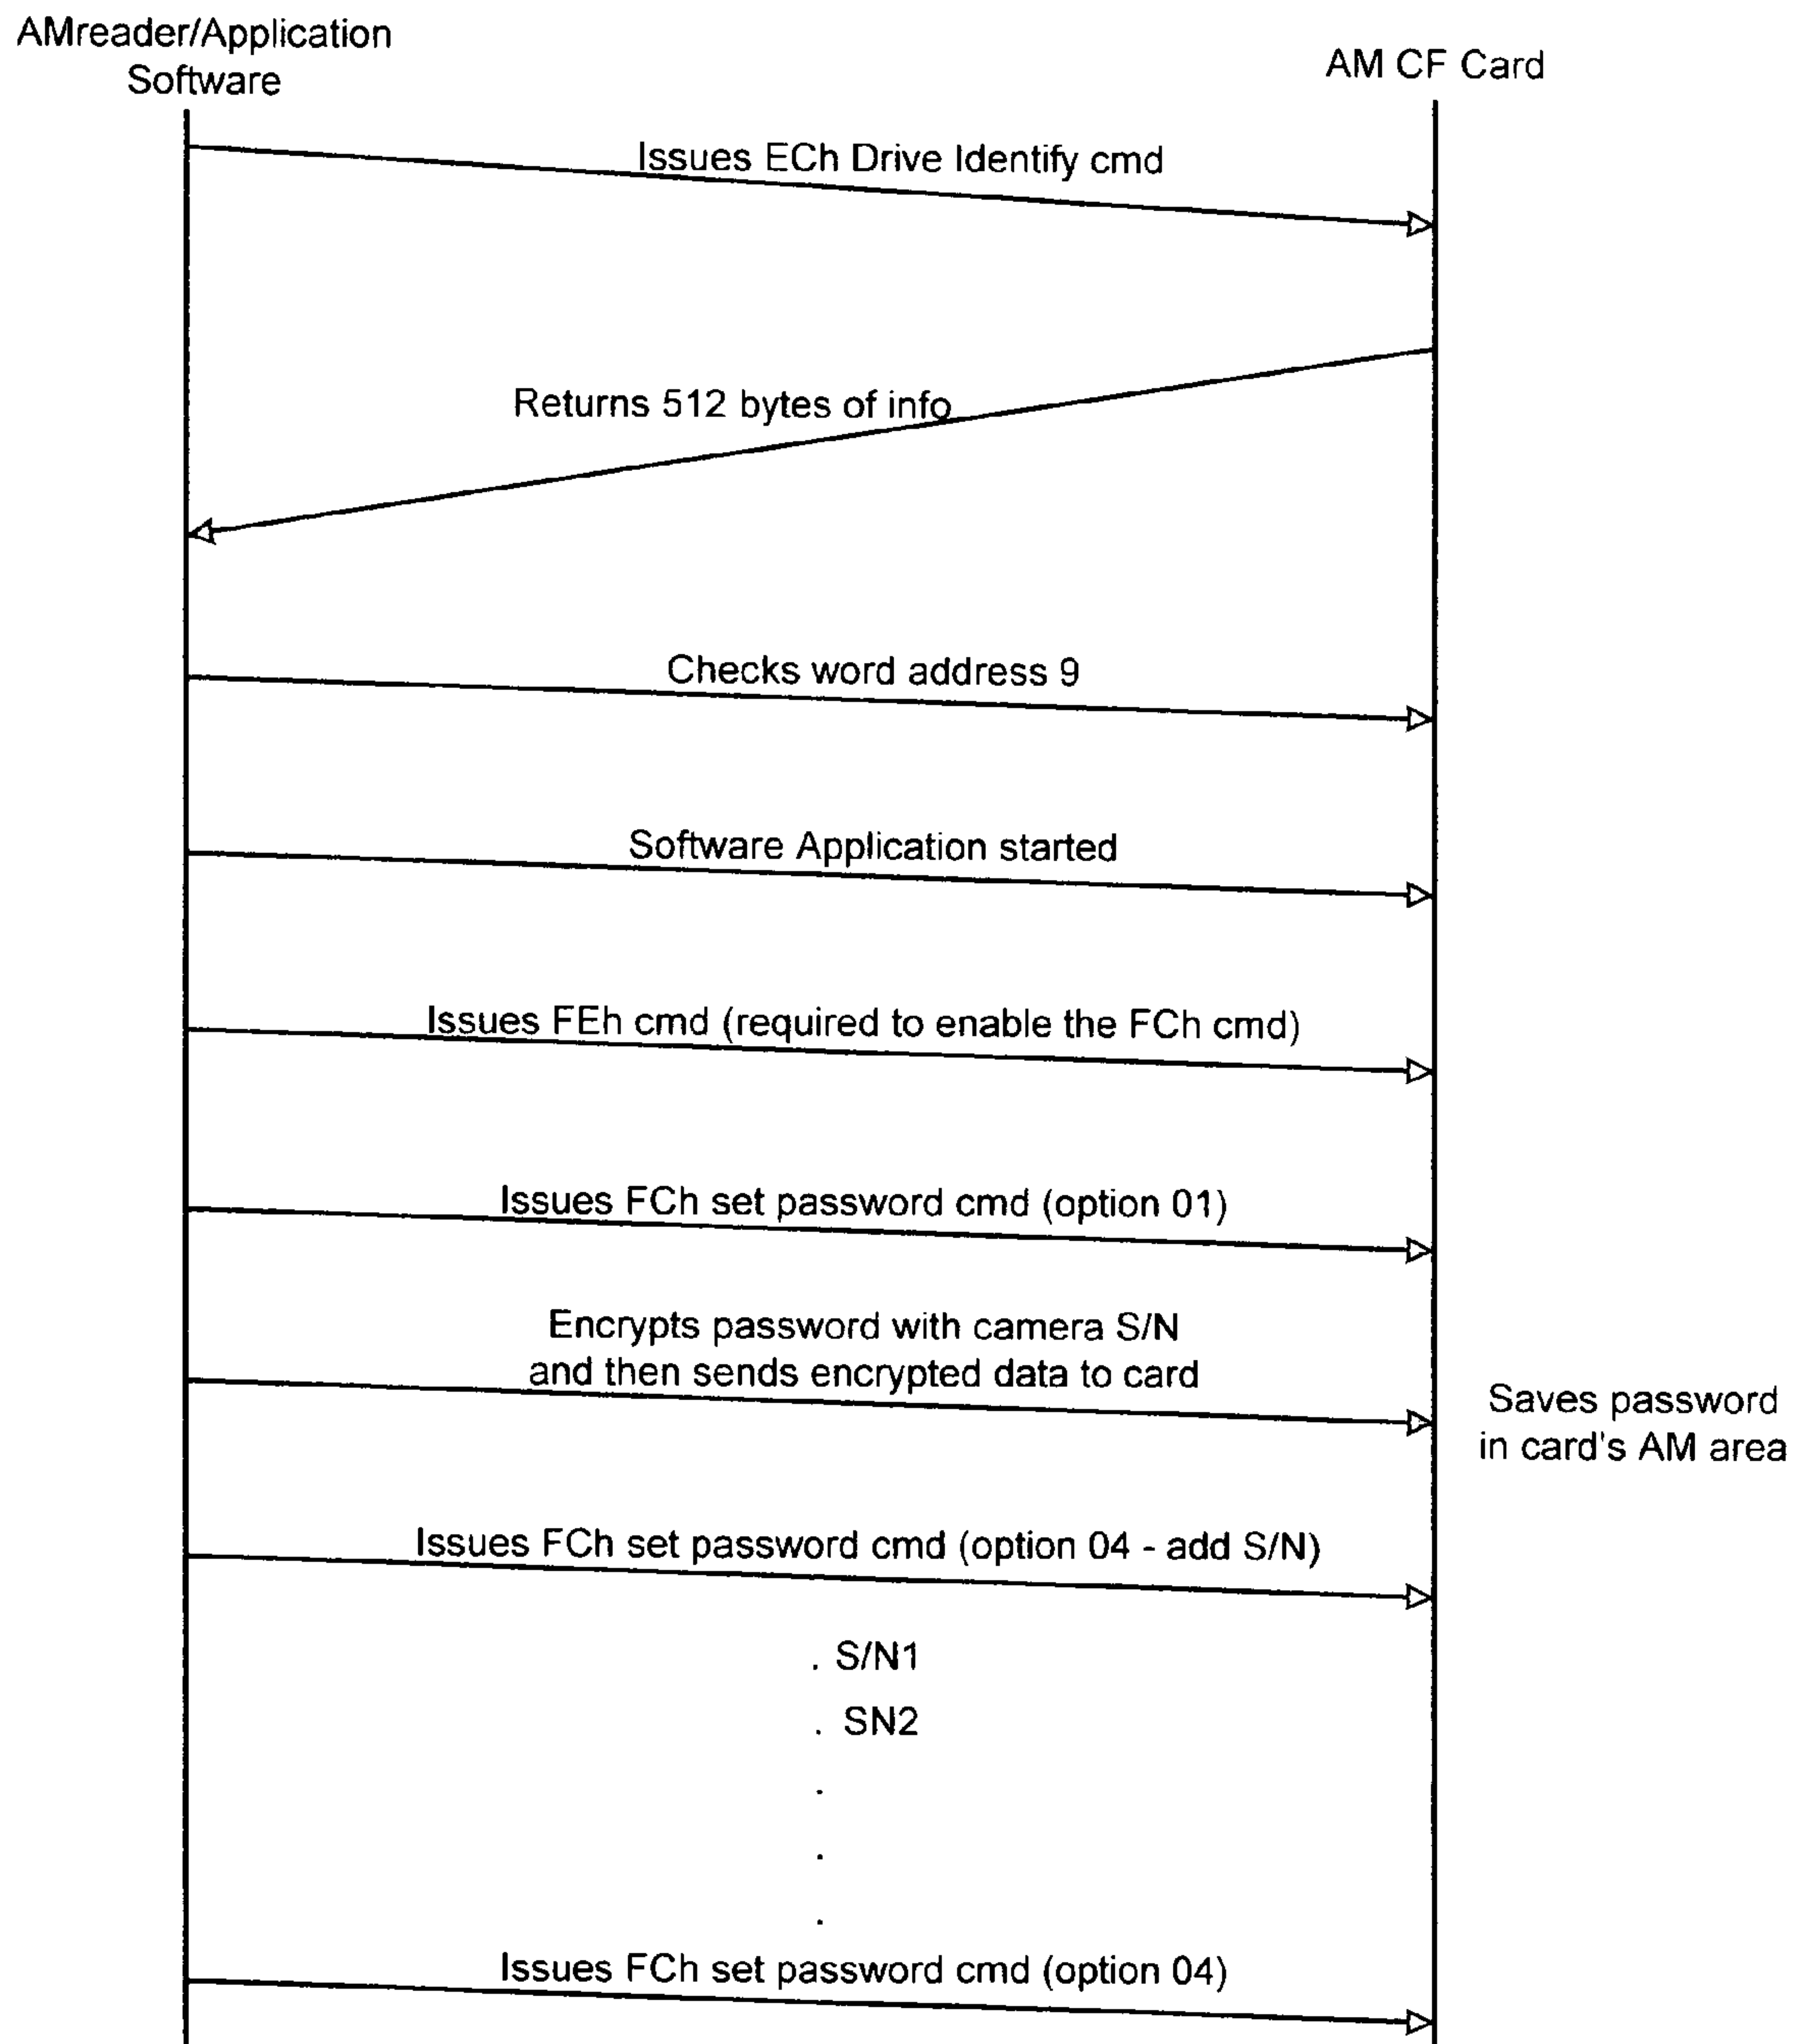 AMreader/Application
Software
AM CF Card
Issues ECh Drive Identify cmd
Returns 512 bytes of info
Checks word address 9
Software Application started
Issues FEh cmd (required to enable the FCh cmd)
Issues FCh set password cmd (option 01)
Encrypts password with camera S/N
and then sends encrypted data to card
Saves password
in card's AM area
Issues FCh set password cmd (option 04 - add S/N)
. S/N1
. SN2
.
.
.
Issues FCh set password cmd (option 04)